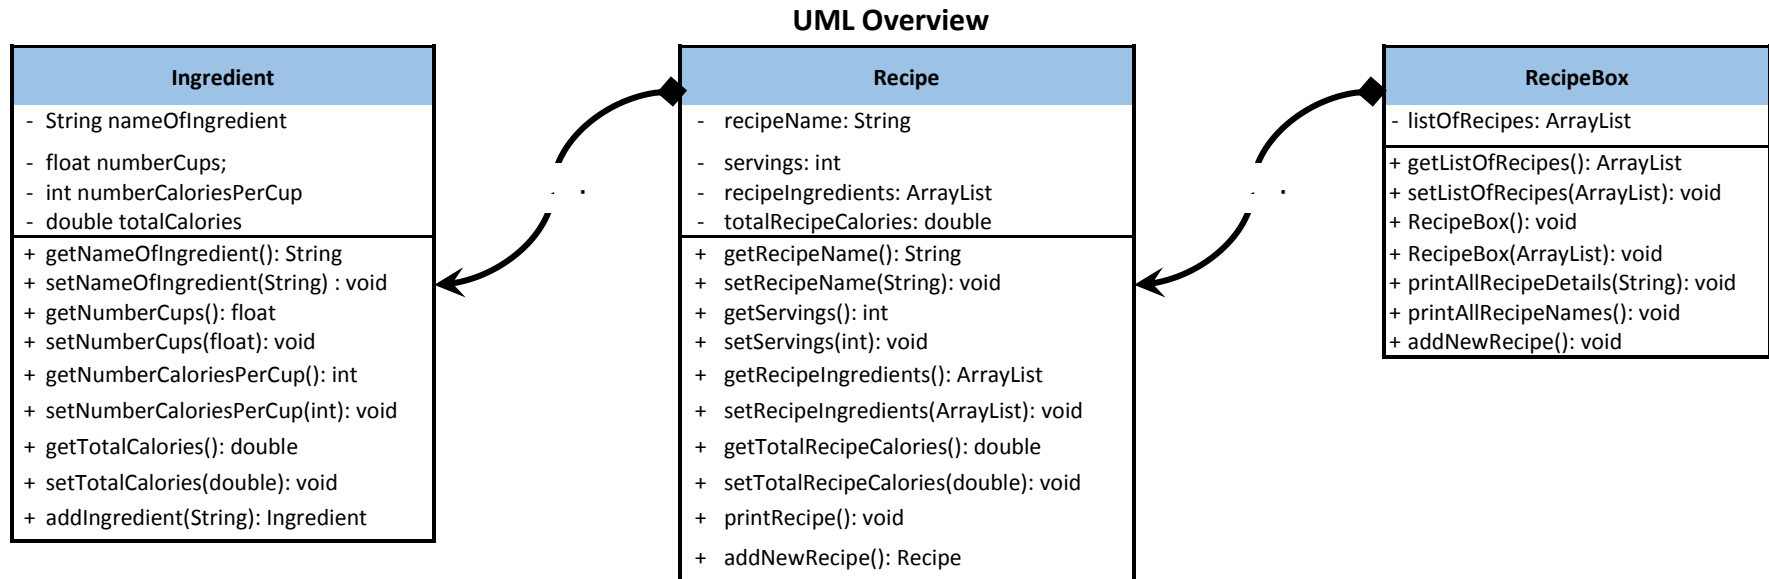 UML Overview
Ingredient
- String nameOfIngredient
- float numberCups;
- int numberCaloriesPerCup
- double totalCalories
+ getNameOfIngredient(): String
+ setNameOfIngredient(String) : void
+ getNumberCups(): float
+ setNumberCups(float): void
+ getNumberCaloriesPerCup(): int
+ setNumberCaloriesPerCup(int): void
+ getTotalCalories(): double
+ setTotalCalories(double): void
+ addIngredient(String): Ingredient
Recipe
- recipeName: String
- servings: int
- recipeIngredients: ArrayList
- totalRecipeCalories: double
+ getRecipeName(): String
+ setRecipeName(String): void
+ getServings(): int
+ setServings(int): void
+ getRecipeIngredients(): ArrayList
+ setRecipeIngredients(ArrayList): void
+ getTotalRecipeCalories(): double
+ setTotalRecipeCalories(double): void
+ printRecipe(): void
+ addNewRecipe(): Recipe
RecipeBox
- listOfRecipes: ArrayList
+ getListOfRecipes(): ArrayList
+ setListOfRecipes(ArrayList): void
+ RecipeBox(): void
+ RecipeBox(ArrayList): void
+ printAllRecipeDetails(String): void
+ printAllRecipeNames(): void
+ addNewRecipe(): void